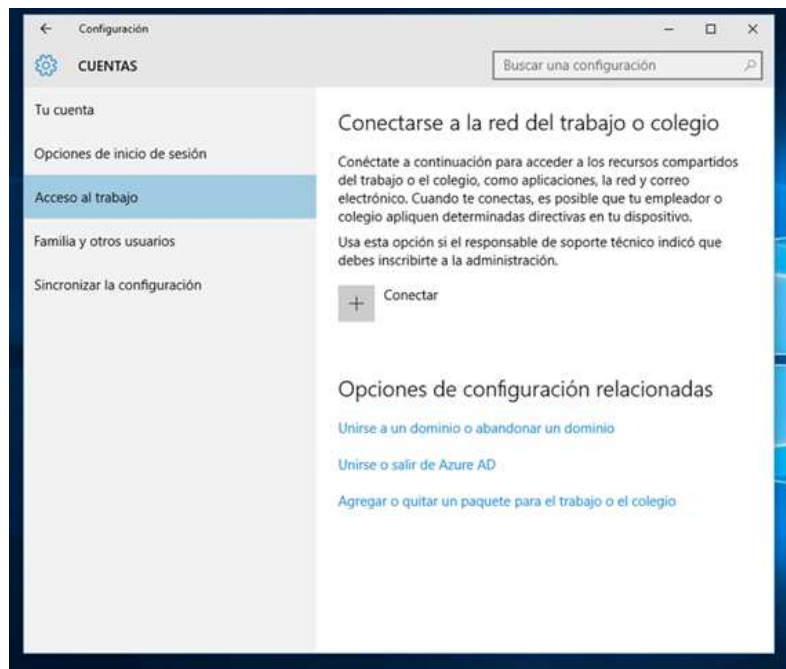 Configuración
CUENTAS
Buscar una configuración
Tu cuenta
Opciones de inicio de sesión
Acceso al trabajo
Familia y otros usuarios
Sincronizar la configuración
Conectarse a la red del trabajo o colegio
Conéctate a continuación para acceder a los recursos compartidos
del trabajo o el colegio, como aplicaciones, la red y correo
electrónico. Cuando te conectas, es posible que tu empleador o
colegio apliquen determinadas directivas en tu dispositivo.
Usa esta opción si el responsable de soporte técnico indicó que
debes inscribirte a la administración.
Conectar
Opciones de configuración relacionadas
Unirse a un dominio o abandonar un dominio
Unirse o salir de Azure AD
Agregar o quitar un paquete para el trabajo o el colegio